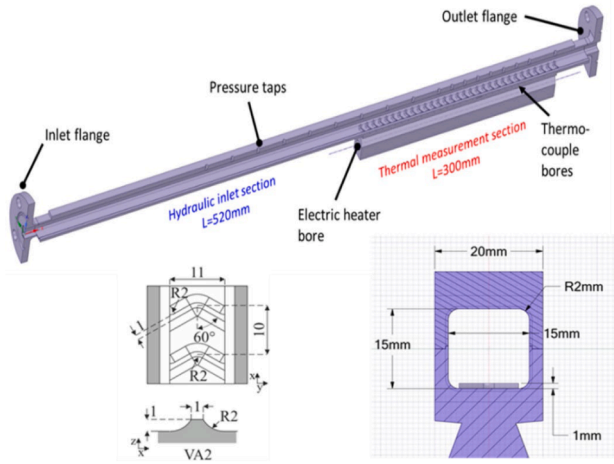 Outlet flange
Pressure taps
Inlet flange
Thermo-
couple
bores
Thermal measurement section
L=300mm
Hydraulic inlet section
L=520mm
Electric heater
bore
11
R2
1
60°
10
R2
x
y
1
1
R2
z
x
VA2
20mm
R2mm
15mm
15mm
1mm